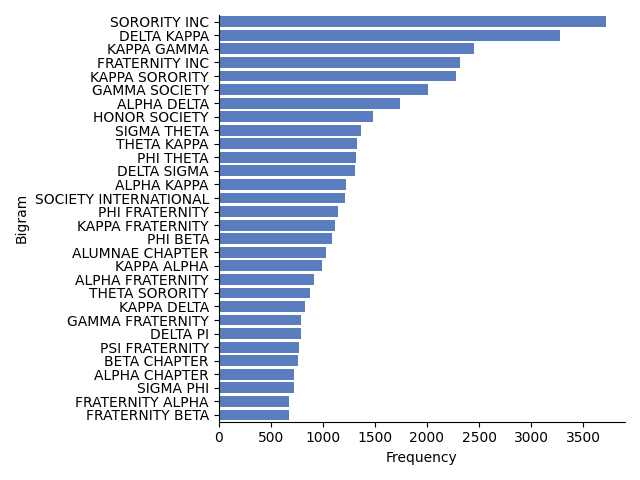 SORORITY INC
DELTA KAPPA
KAPPA GAMMA
FRATERNITY INC
KAPPA SORORITY
GAMMA SOCIETY
ALPHA DELTA
HONOR SOCIETY
SIGMA THETA
THETA KAPPA
PHI THETA
DELTA SIGMA
ALPHA KAPPA
SOCIETY INTERNATIONAL
PHI FRATERNITY
KAPPA FRATERNITY
PHI BETA
ALUMNAE CHAPTER
KAPPA ALPHA
ALPHA FRATERNITY
THETA SORORITY
KAPPA DELTA
GAMMA FRATERNITY
DELTA PI
PSI FRATERNITY
BETA CHAPTER
ALPHA CHAPTER
SIGMA PHI
FRATERNITY ALPHA
FRATERNITY BETA
Bigram
0 500 1000 1500 2000 2500 3000 3500
Frequency